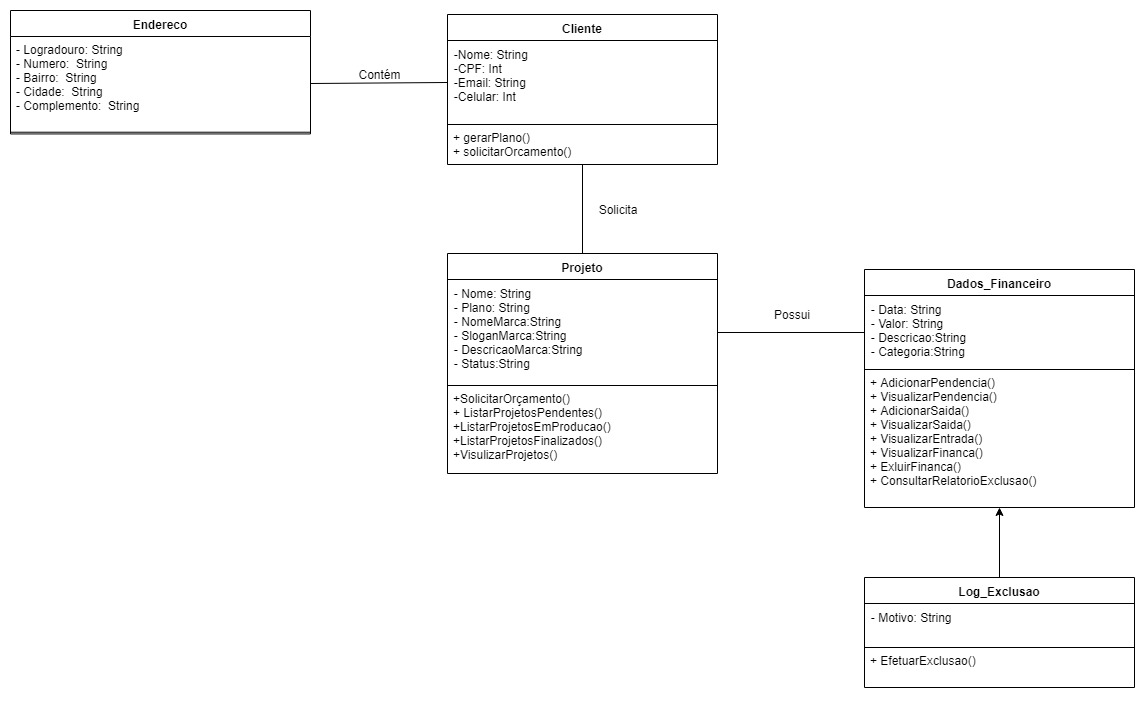 Endereco
- Logradouro: String
- Numero:  String
- Bairro:  String
- Cidade:  String
- Complemento:  String
Contém
Cliente
-Nome: String
-CPF: Int
-Email: String
-Celular: Int
+ gerarPlano()
+ solicitarOrcamento()
Solicita
Projeto
- Nome: String
- Plano: String
- NomeMarca:String
- SloganMarca:String
- DescricaoMarca:String
- Status:String
+SolicitarOrçamento()
+ ListarProjetosPendentes()
+ListarProjetosEmProducao()
+ListarProjetosFinalizados()
+VisulizarProjetos()
Possui
Dados_Financeiro
- Data: String
- Valor: String
- Descricao:String
- Categoria:String
+ AdicionarPendencia()
+ VisualizarPendencia()
+ AdicionarSaida()
+ VisualizarSaida()
+ VisualizarEntrada()
+ VisualizarFinanca()
+ ExluirFinanca()
+ ConsultarRelatorioExclusao()
Log_Exclusao
- Motivo: String
+ EfetuarExclusao()